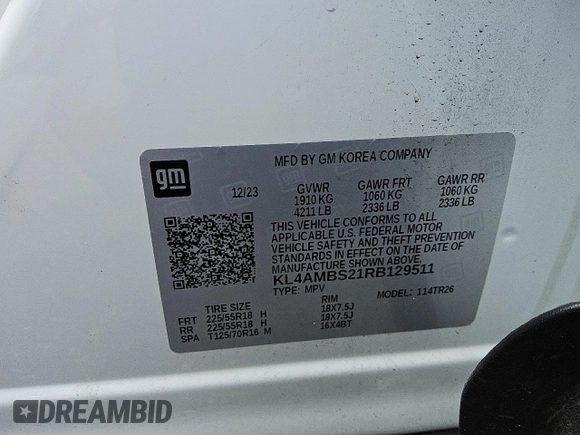 gm
MFD BY GM KOREA COMPANY
12/23 GVWR GAWR FRT GAWR RR
1910 KG 1060 KG 1060 KG
4211 LB 2336 LB 2336 LB
THIS VEHICLE CONFORMS TO ALL
APPLICABLE U.S. FEDERAL MOTOR
VEHICLE SAFETY AND THEFT PREVENTION
STANDARDS IN EFFECT ON THE DATE OF
MANUFACTURE SHOWN ABOVE.
KL4AMBS21RB129511
TYPE: MPV MODEL: 114TR26
TIRE SIZE RIM
FRT 225/55R18 H 18X7.5J
RR 225/55R18 H 18X7.5J
SPA T125/70R16 M 16X4BT
DREAMBID